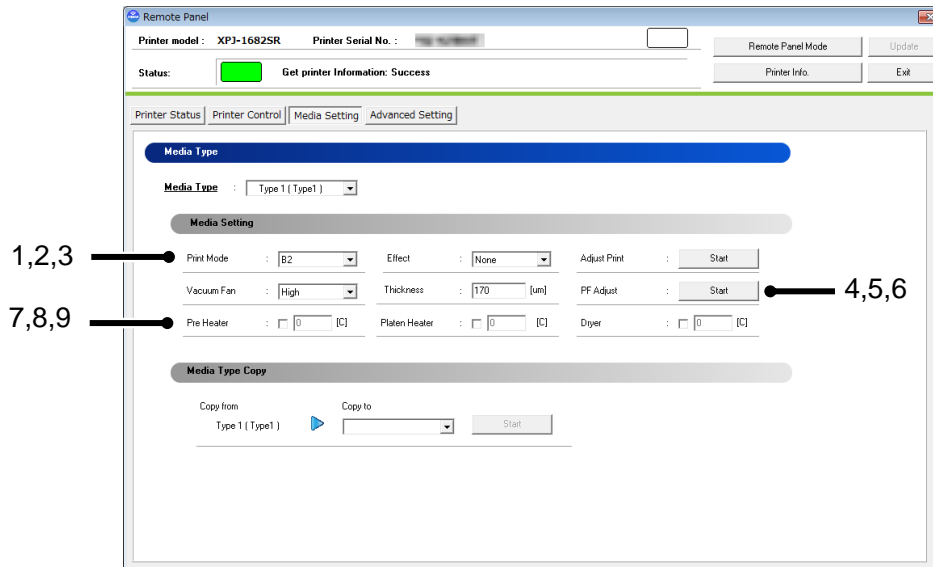 Remote Panel
Printer model : XPJ-1682SR Printer Serial No. :
Remote Panel Mode Update
Status: Get printer Information: Success Printer Info. Exit
Printer Status Printer Control Media Setting Advanced Setting
Media Type
Media Type : Type 1 ( Type1 )
Media Setting
1,2,3 Print Mode : B2 Effect : None Adjust Print : Start
Vacuum Fan : High Thickness : 170 [um] PF Adjust : Start 4,5,6
7,8,9 Pre Heater : 0 [C] Platen Heater : 0 [C] Dryer : 0 [C]
Media Type Copy
Copy from Copy to
Type 1 ( Type1 ) Start